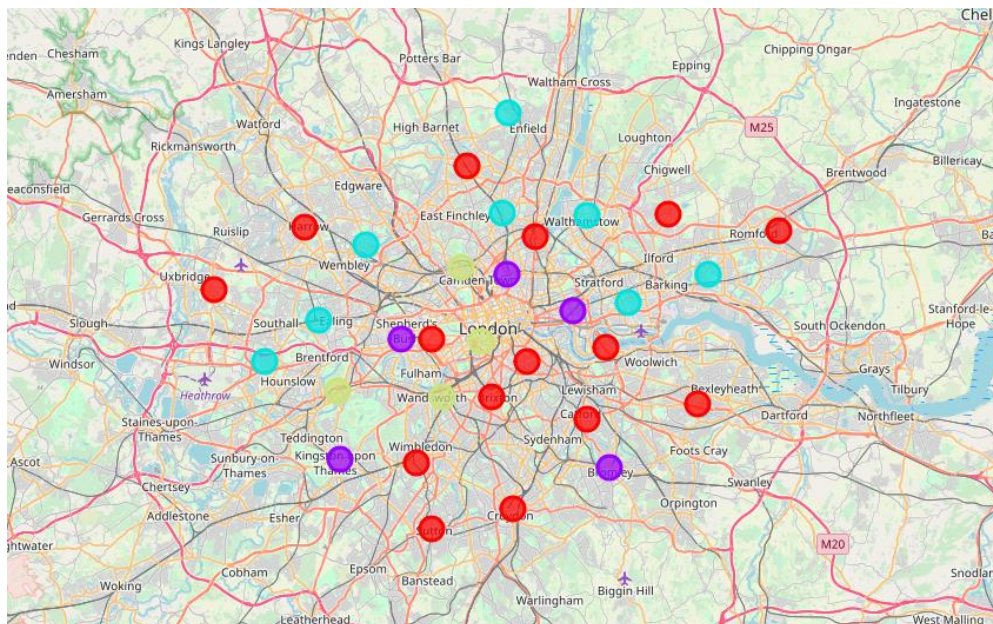 Chel
Kings Langley
enden
Chesham
Potters Bar
Chipping Ongar
Epping
Waltham Cross
Amersham
Ingatestone
Watford
High Barnet
Enfield
M25
Loughton
Rickmansworth
Billericay
Chigwell
Brentwood
eaconsfield
Edgware
Gerrards Cross
East Finchley
Walthamstow
Harrow
Ruislip
Romford
Ba
Wembley
Ilford
Uxbridge
Camden Town
Stratford
Barking
Stanford-le-
Hope
Slough
Southall
Ealing
Shepherd's
Bush
London
South Ockendon
Windsor
Brentford
Woolwich
Grays
Fulham
Hounslow
Heathrow
Lewisham
Bexleyheath
Tilbury
Wandsworth
Brixton
Staines-upon-
Thames
Catford
Dartford
Northfleet
Teddington
Sydenham
Wimbledon
Foots Cray
Ascot
Sunbury-on-
Thames
Kingston upon
Thames
Bromley
Chertsey
Swanley
Orpington
Addlestone
Esher
Croydon
Sutton
M20
ghtwater
Cobham
Epsom
Banstead
Snodlan
Woking
Biggin Hill
Warlingham
Leatherhead
West Malling